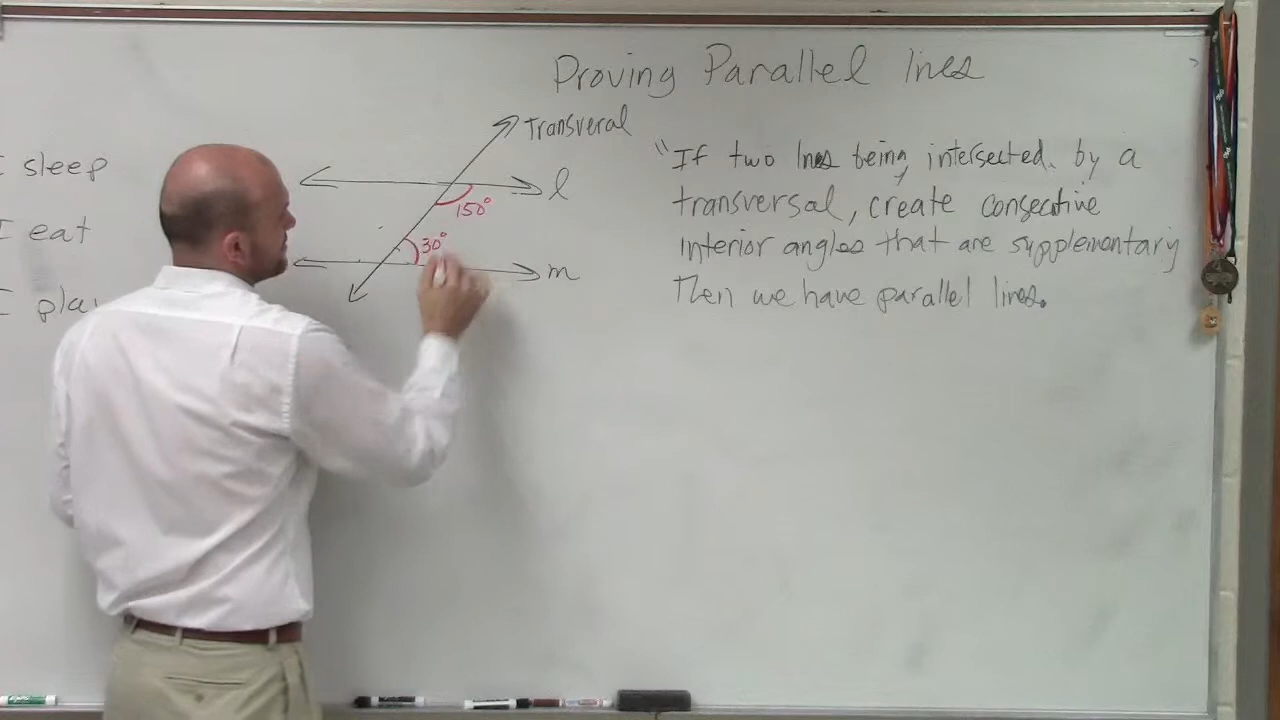 Proving Parallel lines
Transveral
l
150°
30°
m
I sleep
I eat
I play
"If two lines being intersected. by a
transversal, create consecutive
interior angles that are supplementary
Then we have parallel lines.